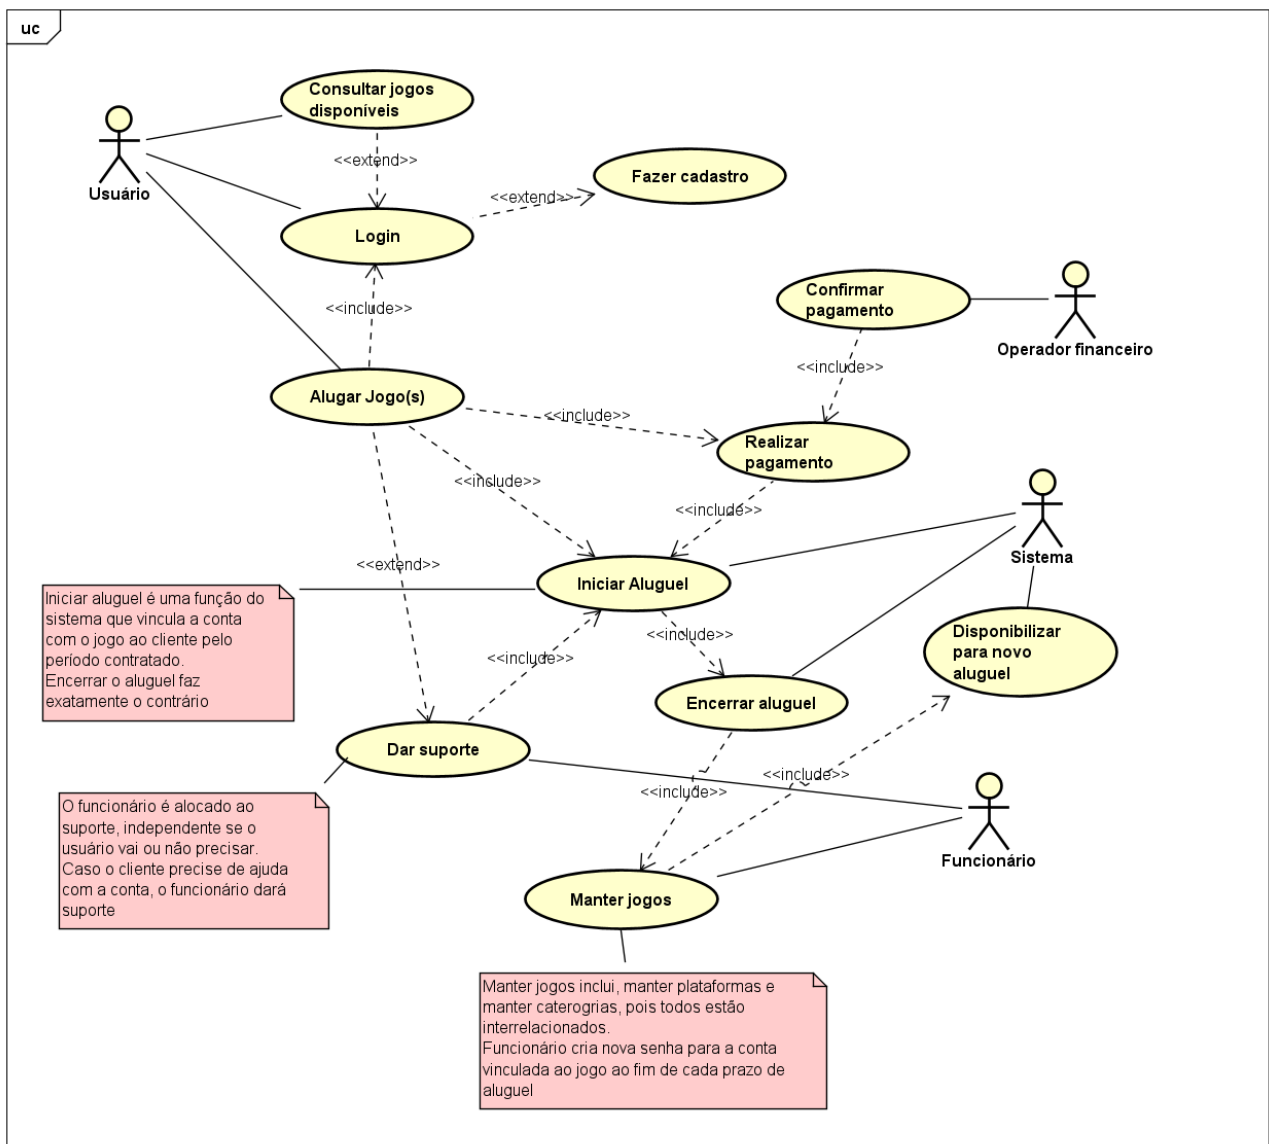 uc
Consultar jogos
disponíveis
Usuário
<<extend>>
Fazer cadastro
<<extend>>
Login
Confirmar
pagamento
<<include>>
Operador financeiro
<<include>>
Alugar Jogo(s)
<<include>>
Realizar
pagamento
<<include>>
<<include>>
Sistema
<<extend>>
Iniciar Aluguel
Iniciar aluguel é uma função do
sistema que vincula a conta
com o jogo ao cliente pelo
período contratado.
Encerrar o aluguel faz
exatamente o contrário
<<include>>
<<include>>
Disponibilizar
para novo
aluguel
Encerrar aluguel
Dar suporte
<<include>>
<<include>>
O funcionário é alocado ao
suporte, independente se o
usuário vai ou não precisar.
Caso o cliente precise de ajuda
com a conta, o funcionário dará
suporte
Funcionário
Manter jogos
Manter jogos inclui, manter plataformas e
manter caterogrias, pois todos estão
interrelacionados.
Funcionário cria nova senha para a conta
vinculada ao jogo ao fim de cada prazo de
aluguel